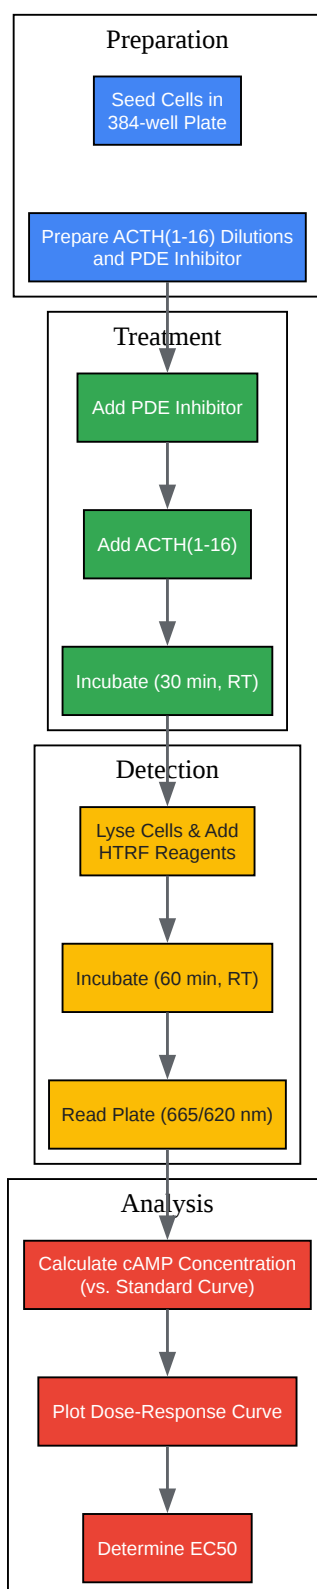 Preparation
Seed Cells in
384-well Plate
Prepare ACTH(1-16) Dilutions
and PDE Inhibitor
Treatment
Add PDE Inhibitor
Add ACTH(1-16)
Incubate (30 min, RT)
Detection
Lyse Cells & Add
HTRF Reagents
Incubate (60 min, RT)
Read Plate (665/620 nm)
Analysis
Calculate cAMP Concentration
(vs. Standard Curve)
Plot Dose-Response Curve
Determine EC50